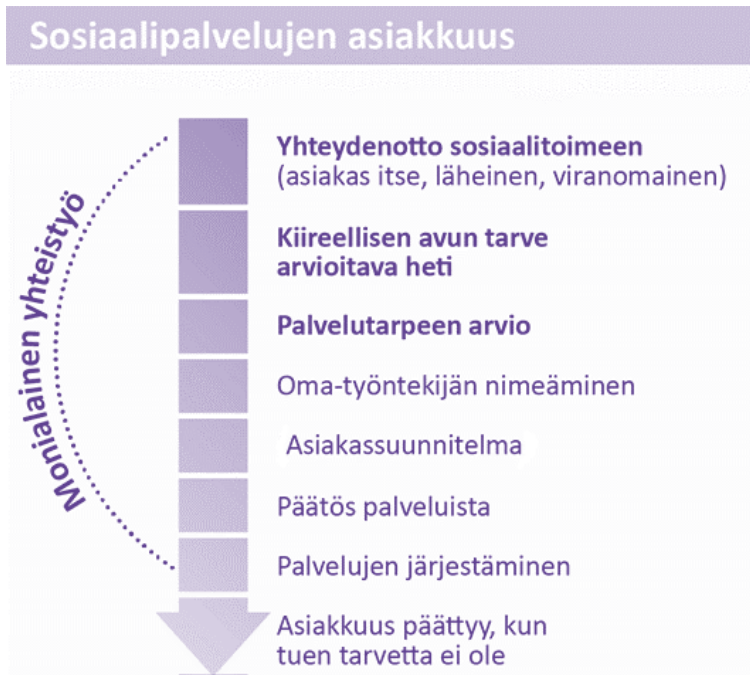 Sosiaalipalvelujen asiakkuus
Monialainen yhteistyö
Yhteydenotto sosiaalitoimeen
(asiakas itse, läheinen, viranomainen)
Kiireellisen avun tarve
arvioitava heti
Palvelutarpeen arvio
Oma-työntekijän nimeäminen
Asiakassuunnitelma
Päätös palveluista
Palvelujen järjestäminen
Asiakkuus päättyy, kun
tuen tarvetta ei ole